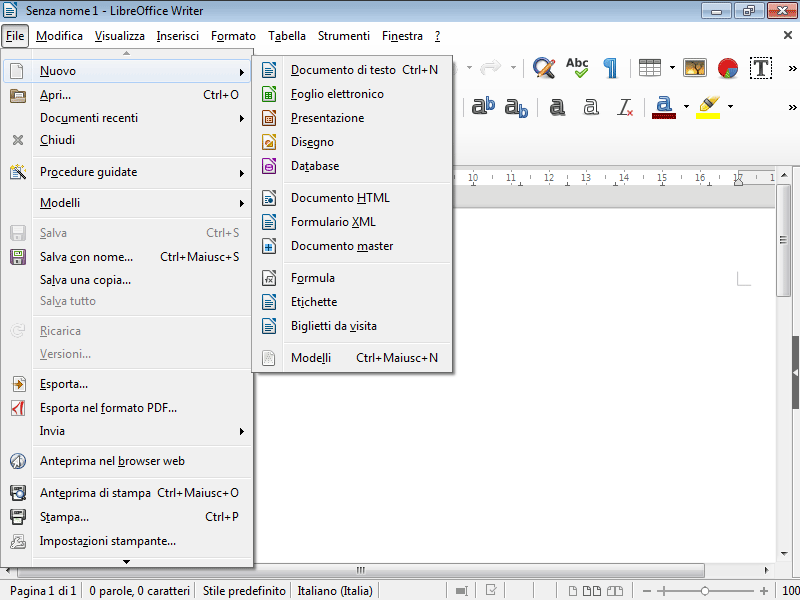 Senza nome 1 - LibreOffice Writer
File Modifica Visualizza Inserisci Formato Tabella Strumenti Finestra ?
Nuovo
Apri... Ctrl+O
Documenti recenti
Chiudi
Procedure guidate
Modelli
Salva Ctrl+S
Salva con nome... Ctrl+Maiusc+S
Salva una copia...
Salva tutto
Ricarica
Versioni...
Esporta...
Esporta nel formato PDF...
Invia
Anteprima nel browser web
Anteprima di stampa Ctrl+Maiusc+O
Stampa... Ctrl+P
Impostazioni stampante...
Documento di testo Ctrl+N
Foglio elettronico
Presentazione
Disegno
Database
Documento HTML
Formulario XML
Documento master
Formula
Etichette
Biglietti da visita
Modelli Ctrl+Maiusc+N
Abc
T
ab ab a a I a
10 11 12 13 14 15 16 17 1
Pagina 1 di 1 0 parole, 0 caratteri Stile predefinito Italiano (Italia) 100